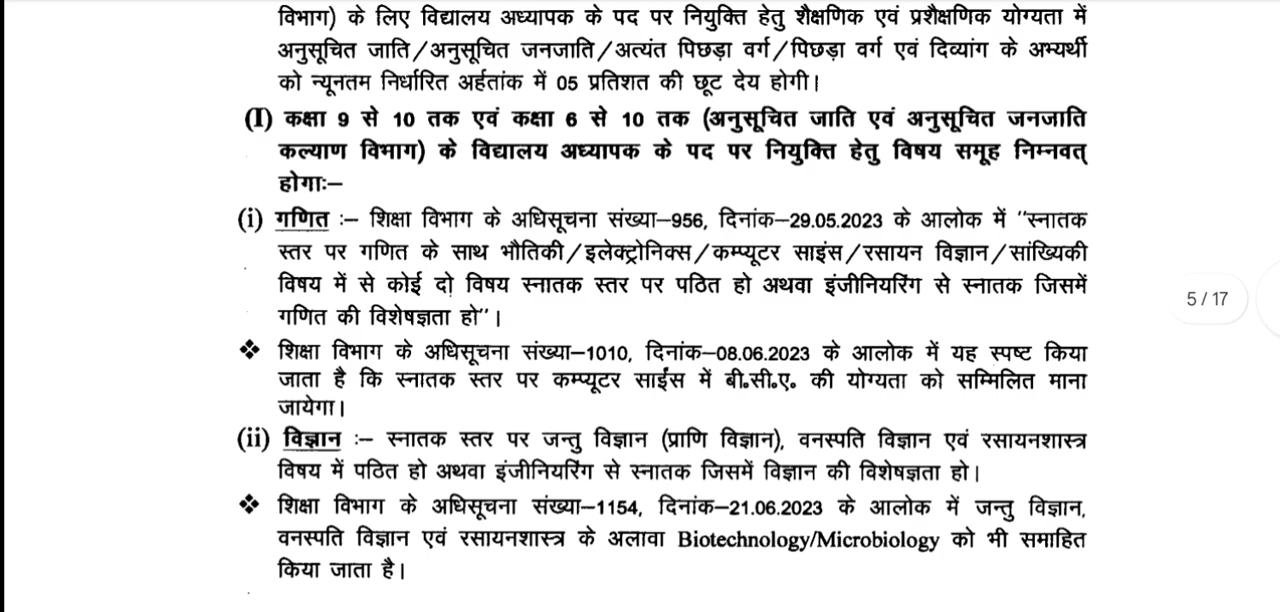 विभाग) के लिए विद्यालय अध्यापक के पद पर नियुक्ति हेतु शैक्षणिक एवं प्रशैक्षणिक योग्यता में
अनुसूचित जाति/अनुसूचित जनजाति/अत्यंत पिछड़ा वर्ग/पिछड़ा वर्ग एवं दिव्यांग के अभ्यर्थी
को न्यूनतम निर्धारित अर्हतांक में 05 प्रतिशत की छूट देय होगी।
(I) कक्षा 9 से 10 तक एवं कक्षा 6 से 10 तक (अनुसूचित जाति एवं अनुसूचित जनजाति
कल्याण विभाग) के विद्यालय अध्यापक के पद पर नियुक्ति हेतु विषय समूह निम्नवत्
होगाः–
(i) गणित :– शिक्षा विभाग के अधिसूचना संख्या–956, दिनांक–29.05.2023 के आलोक में "स्नातक
स्तर पर गणित के साथ भौतिकी/इलेक्ट्रोनिक्स/कम्प्यूटर साइंस/रसायन विज्ञान/सांख्यिकी
विषय में से कोई दो विषय स्नातक स्तर पर पठित हो अथवा इंजीनियरिंग से स्नातक जिसमें
गणित की विशेषज्ञता हो"।
5/17
❖ शिक्षा विभाग के अधिसूचना संख्या–1010, दिनांक–08.06.2023 के आलोक में यह स्पष्ट किया
जाता है कि स्नातक स्तर पर कम्प्यूटर साईंस में बी.सी.ए. की योग्यता को सम्मिलित माना
जायेगा।
(ii) विज्ञान :– स्नातक स्तर पर जन्तु विज्ञान (प्राणि विज्ञान), वनस्पति विज्ञान एवं रसायनशास्त्र
विषय में पठित हो अथवा इंजीनियरिंग से स्नातक जिसमें विज्ञान की विशेषज्ञता हो।
❖ शिक्षा विभाग के अधिसूचना संख्या–1154, दिनांक–21.06.2023 के आलोक में जन्तु विज्ञान,
वनस्पति विज्ञान एवं रसायनशास्त्र के अलावा Biotechnology/Microbiology को भी समाहित
किया जाता है।